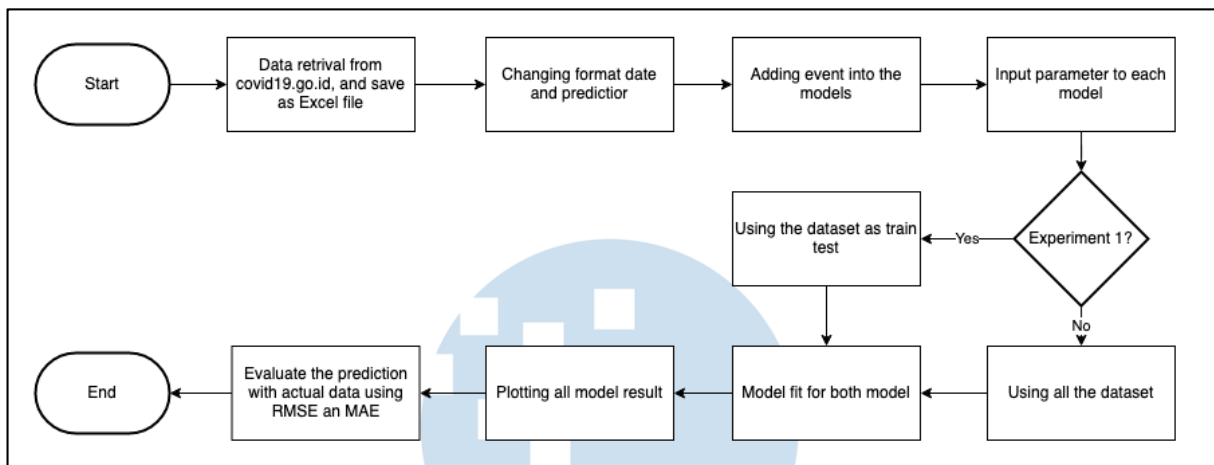 Start
Data retrival from
covid19.go.id, and save
as Excel file
Changing format date
and predictior
Adding event into the
models
Input parameter to each
model
Experiment 1?
Yes
Using the dataset as train
test
No
Using all the dataset
Model fit for both model
Plotting all model result
Evaluate the prediction
with actual data using
RMSE an MAE
End